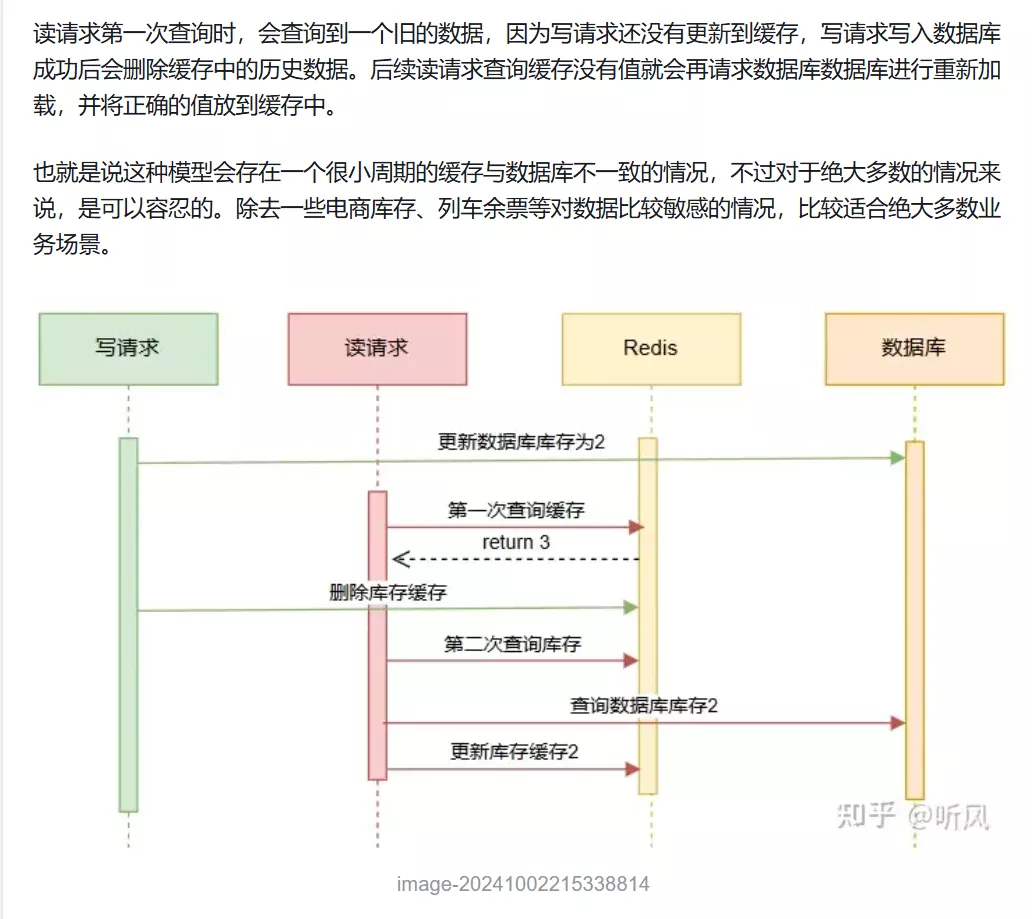 读请求第一次查询时，会查询到一个旧的数据，因为写请求还没有更新到缓存，写请求写入数据库
成功后会删除缓存中的历史数据。后续读请求查询缓存没有值就会再请求数据库数据库进行重新加
载，并将正确的值放到缓存中。
也就是说这种模型会存在一个很小周期的缓存与数据库不一致的情况，不过对于绝大多数的情况来
说，是可以容忍的。除去一些电商库存、列车余票等对数据比较敏感的情况，比较适合绝大多数业
务场景。
写请求
读请求
Redis
数据库
更新数据库库存为2
第一次查询缓存
return 3
删除库存缓存
第二次查询库存
查询数据库库存2
更新库存缓存2
知乎 @听风
image-20241002215338814